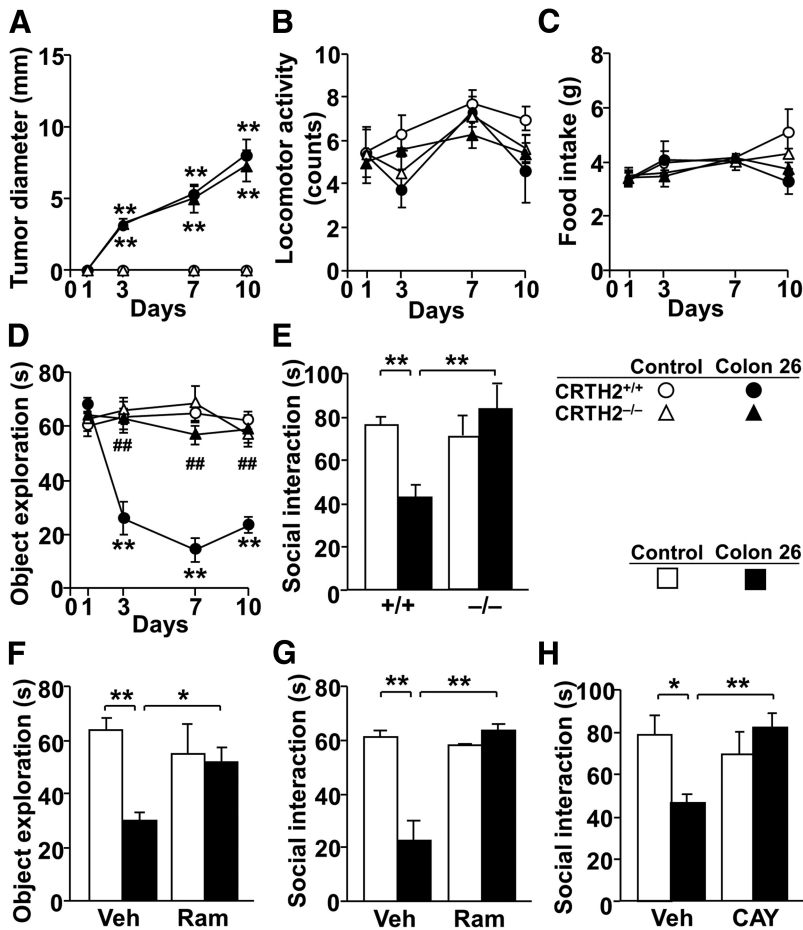 A
Tumor diameter (mm)
15
10
5
0
** ** **
** ** **
0 1 3 7 10
Days
B
Locomotor activity (counts)
10
8
6
4
2
0
0 1 3 7 10
Days
C
Food intake (g)
8
6
4
2
0
0 1 3 7 10
Days
D
Object exploration (s)
80
60
40
20
0
## ## ##
** ** **
0 1 3 7 10
Days
E
Social interaction (s)
100
80
60
40
20
0
** **
+/+ −/−
Control Colon 26
CRTH2+/+
CRTH2−/−
Control Colon 26
F
Object exploration (s)
80
60
40
20
0
** *
Veh Ram
G
Social interaction (s)
80
60
40
20
0
** **
Veh Ram
H
Social interaction (s)
100
80
60
40
20
0
* **
Veh CAY